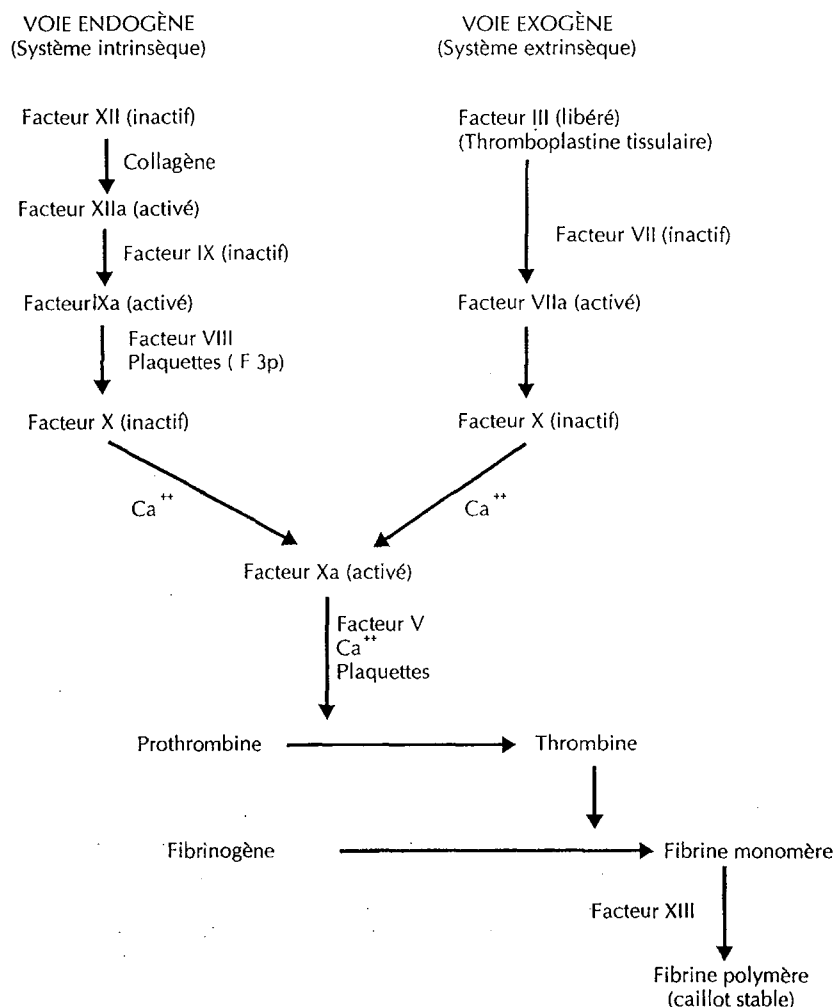 VOIE ENDOGÈNE
(Système intrinsèque)
VOIE EXOGÈNE
(Système extrinsèque)
Facteur XII (inactif)
Collagène
Facteur XIIa (activé)
Facteur IX (inactif)
FacteurIXa (activé)
Facteur VIII
Plaquettes ( F 3p)
Facteur X (inactif)
Ca++
Facteur III (libéré)
(Thromboplastine tissulaire)
Facteur VII (inactif)
Facteur VIIa (activé)
Facteur X (inactif)
Ca++
Facteur Xa (activé)
Facteur V
Ca++
Plaquettes
Prothrombine
Thrombine
Fibrinogène
Fibrine monomère
Facteur XIII
Fibrine polymère
(caillot stable)